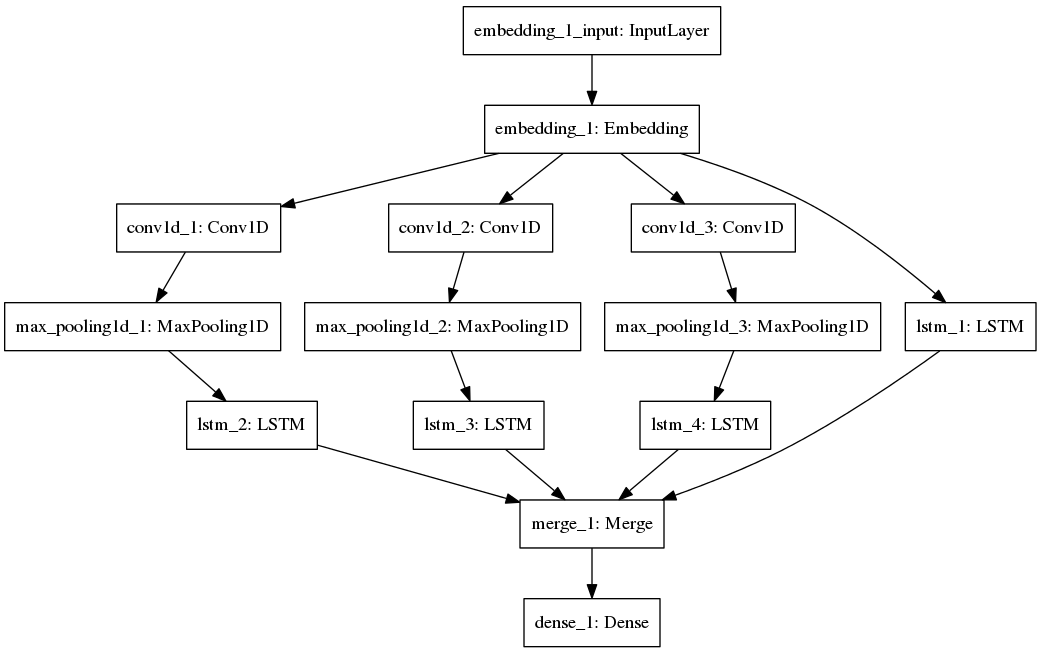 embedding_1_input: InputLayer
embedding_1: Embedding
conv1d_1: Conv1D
conv1d_2: Conv1D
conv1d_3: Conv1D
max_pooling1d_1: MaxPooling1D
max_pooling1d_2: MaxPooling1D
max_pooling1d_3: MaxPooling1D
lstm_1: LSTM
lstm_2: LSTM
lstm_3: LSTM
lstm_4: LSTM
merge_1: Merge
dense_1: Dense